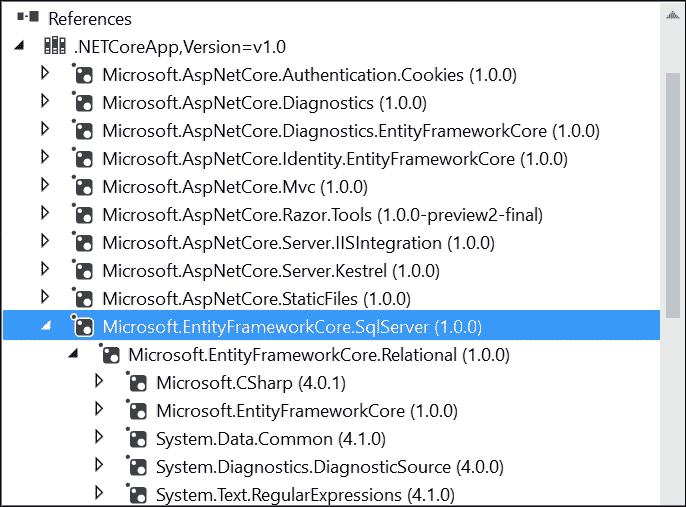 References
.NETCoreApp,Version=v1.0
Microsoft.AspNetCore.Authentication.Cookies (1.0.0)
Microsoft.AspNetCore.Diagnostics (1.0.0)
Microsoft.AspNetCore.Diagnostics.EntityFrameworkCore (1.0.0)
Microsoft.AspNetCore.Identity.EntityFrameworkCore (1.0.0)
Microsoft.AspNetCore.Mvc (1.0.0)
Microsoft.AspNetCore.Razor.Tools (1.0.0-preview2-final)
Microsoft.AspNetCore.Server.IISIntegration (1.0.0)
Microsoft.AspNetCore.Server.Kestrel (1.0.0)
Microsoft.AspNetCore.StaticFiles (1.0.0)
Microsoft.EntityFrameworkCore.SqlServer (1.0.0)
Microsoft.EntityFrameworkCore.Relational (1.0.0)
Microsoft.CSharp (4.0.1)
Microsoft.EntityFrameworkCore (1.0.0)
System.Data.Common (4.1.0)
System.Diagnostics.DiagnosticSource (4.0.0)
System.Text.RegularExpressions (4.1.0)